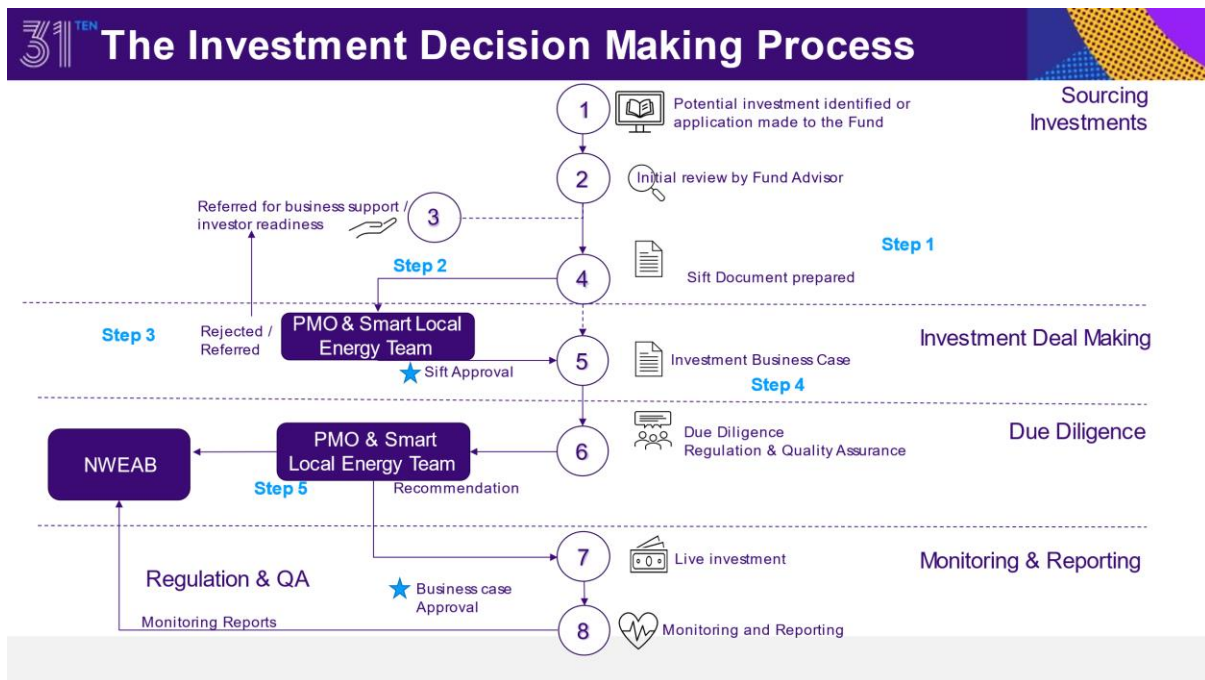 31 TEN The Investment Decision Making Process
Sourcing
Investments
1
Potential investment identified or
application made to the Fund
2
Initial review by Fund Advisor
Referred for business support /
investor readiness
3
Step 1
Step 2
4
Sift Document prepared
Step 3
Rejected /
Referred
PMO & Smart Local
Energy Team
Sift Approval
5
Investment Business Case
Step 4
Investment Deal Making
NWEAB
PMO & Smart
Local Energy Team
Step 5
Recommendation
6
Due Diligence
Regulation & Quality Assurance
Due Diligence
Regulation & QA
Business case
Approval
7
Live investment
Monitoring & Reporting
Monitoring Reports
8
Monitoring and Reporting